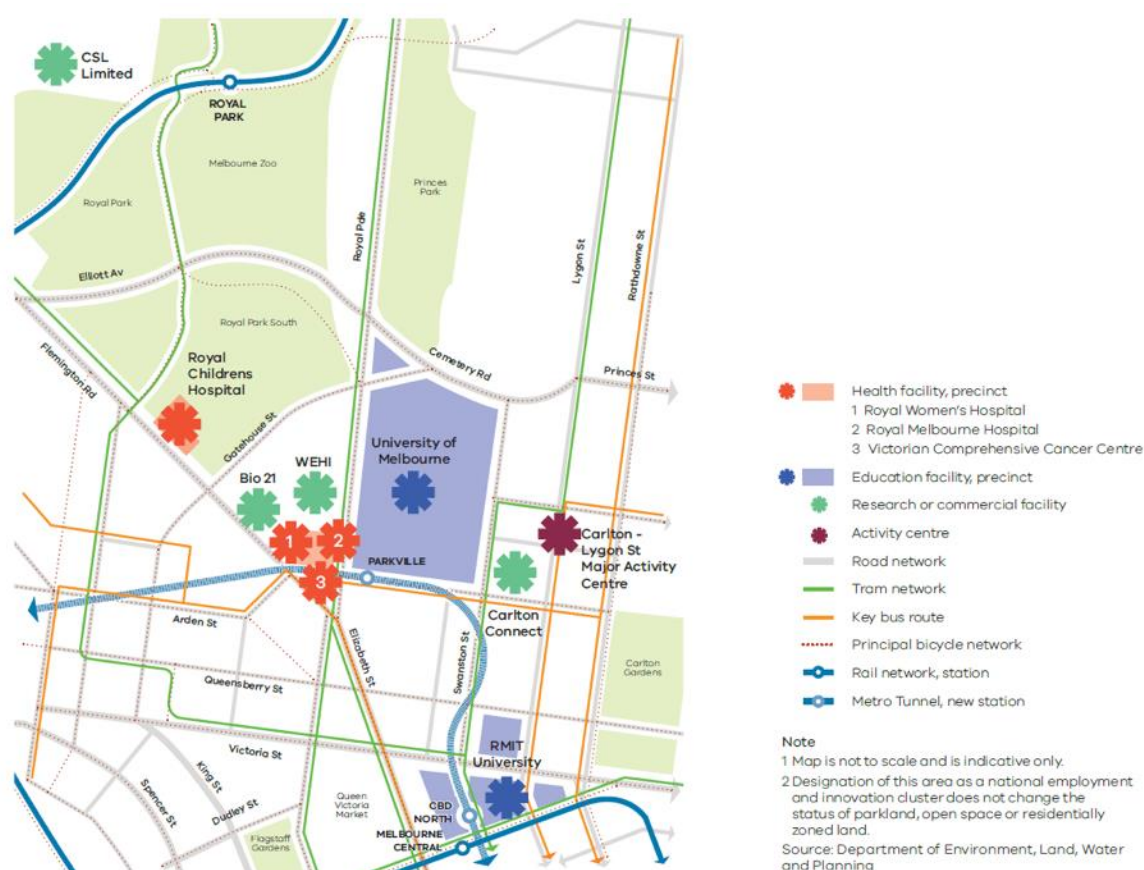 CSL
Limited
ROYAL
PARK
Melbourne Zoo
Royal Park
Princes
Park
Royal Pde
Lygon St
Rathdowne St
Elliott Av
Royal Park South
Flemington Rd
Royal
Childrens
Hospital
Cemetery Rd
Princes St
Gatehouse St
University of
Melbourne
WEHI
Bio 21
1
2
3
PARKVILLE
Carlton -
Lygon St
Major Activity
Centre
Carlton
Connect
Arden St
Elizabeth St
Swanston St
Carlton
Gardens
Queensberry St
Victoria St
RMIT
University
King St
Spencer St
Dudley St
Queen
Victoria
Market
CBD
NORTH
MELBOURNE
CENTRAL
Flagstaff
Gardens
Health facility, precinct
1 Royal Women's Hospital
2 Royal Melbourne Hospital
3 Victorian Comprehensive Cancer Centre
Education facility, precinct
Research or commercial facility
Activity centre
Road network
Tram network
Key bus route
Principal bicycle network
Rail network, station
Metro Tunnel, new station
Note
1 Map is not to scale and is indicative only.
2 Designation of this area as a national employment
and innovation cluster does not change the
status of parkland, open space or residentially
zoned land.
Source: Department of Environment, Land, Water
and Planning